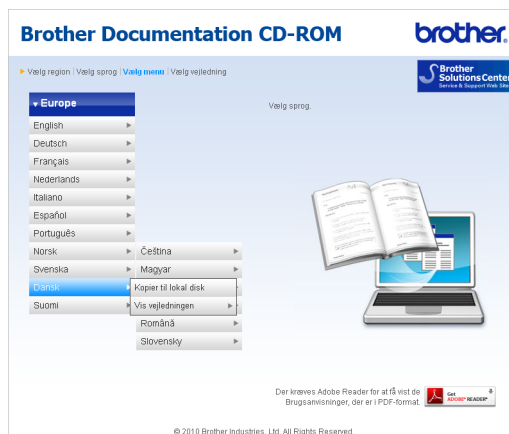 Brother Documentation CD-ROM
brother.
Vælg region | Vælg sprog | Vælg menu | Vælg vejledning
Brother
Solutions Center
Service & Support Web Site
Europe
Vælg sprog.
English
Deutsch
Français
Nederlands
Italiano
Español
Português
Norsk
Čeština
Svenska
Magyar
Dansk
Kopier til lokal disk
Suomi
Vis vejledningen
Română
Slovensky
Der kræves Adobe Reader for at få vist de
Brugsanvisninger, der er i PDF-format.
Get
ADOBE® READER®
© 2010 Brother Industries, Ltd. All Rights Reserved.